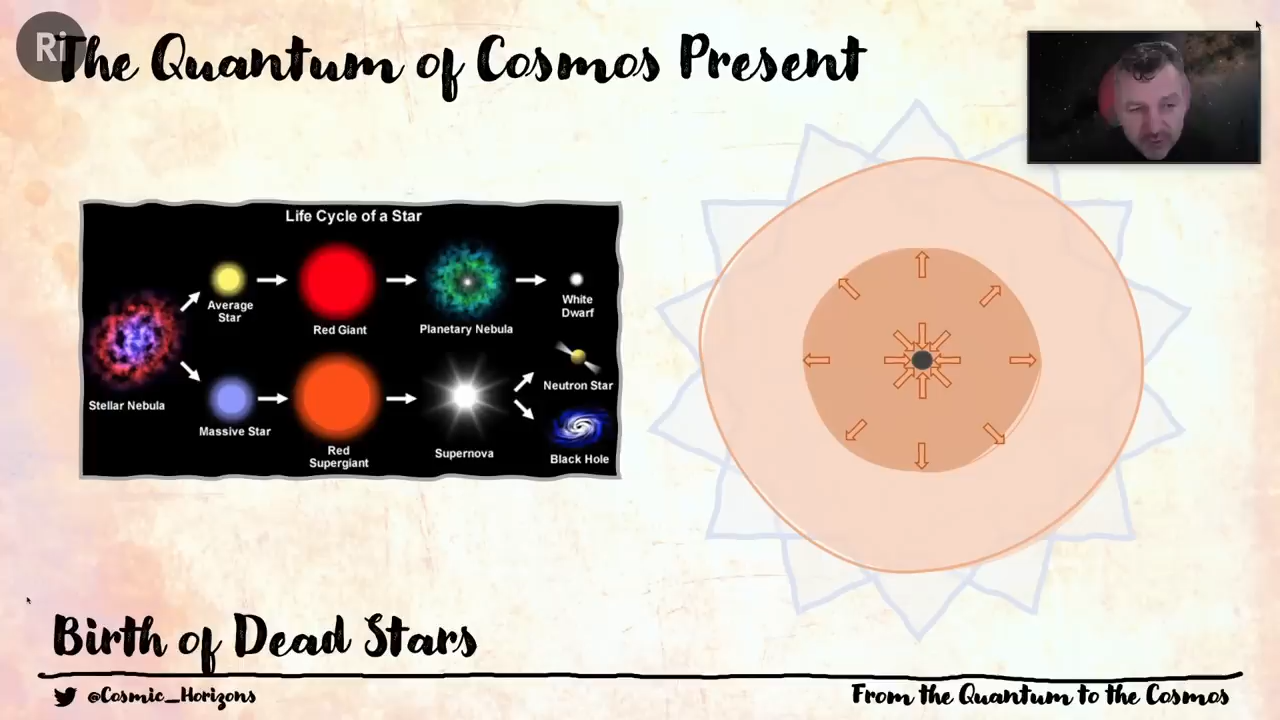 Ri
The Quantum of Cosmos Present
Life Cycle of a Star
Average
Star
Red Giant
Planetary Nebula
White
Dwarf
Stellar Nebula
Massive Star
Red
Supergiant
Supernova
Neutron Star
Black Hole
Birth of Dead Stars
@Cosmic_Horizons
From the Quantum to the Cosmos